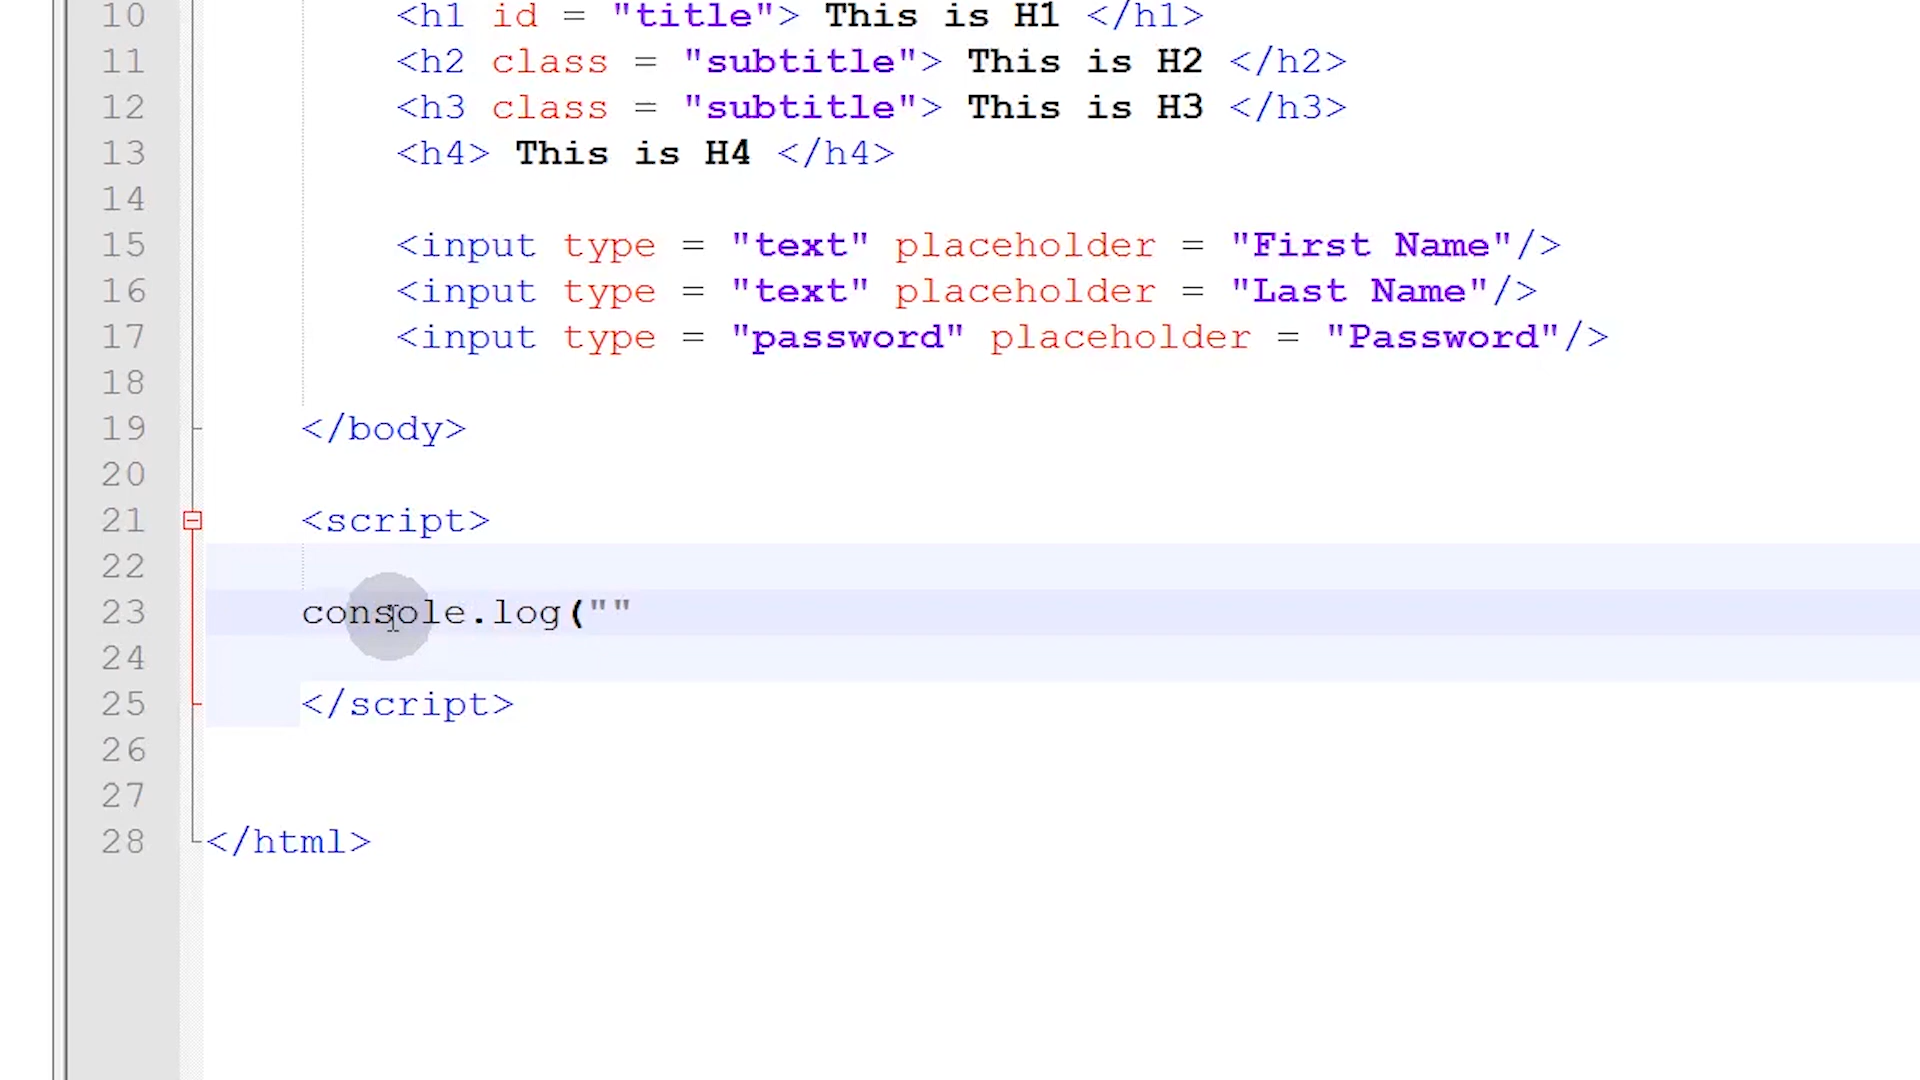 10 <h1 id = "title"> This is H1 </h1>
11 <h2 class = "subtitle"> This is H2 </h2>
12 <h3 class = "subtitle"> This is H3 </h3>
13 <h4> This is H4 </h4>
14
15 <input type = "text" placeholder = "First Name"/>
16 <input type = "text" placeholder = "Last Name"/>
17 <input type = "password" placeholder = "Password"/>
18
19 </body>
20
21 <script>
22
23 console.log(""
24
25 </script>
26
27
28 </html>